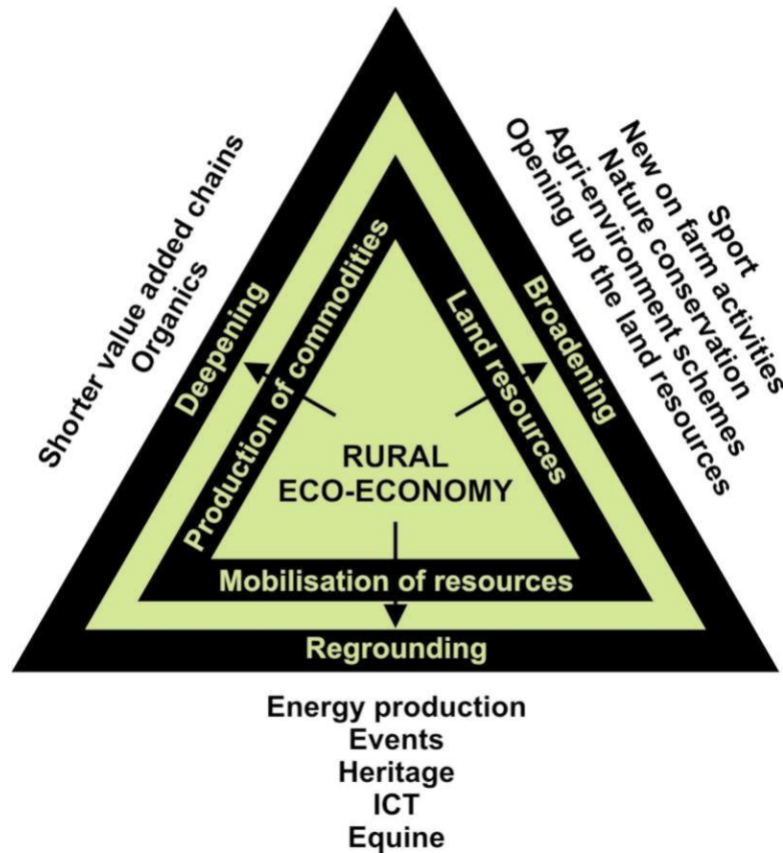 Shorter value added chains
Organics
Deepening
Production of commodities
Sport
New on farm activities
Nature conservation
Agri-environment schemes
Opening up the land resources
Broadening
Land resources
RURAL
ECO-ECONOMY
Mobilisation of resources
Regrounding
Energy production
Events
Heritage
ICT
Equine